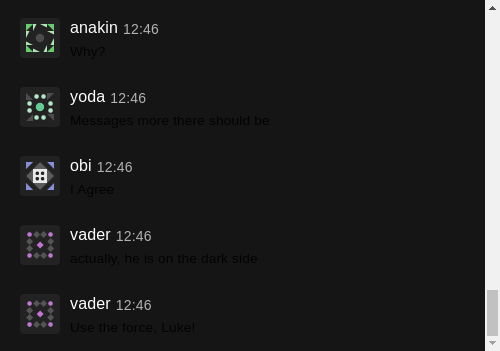 anakin 12:46
Why?
yoda 12:46
Messages more there should be
obi 12:46
I Agree
vader 12:46
actually, he is on the dark side
vader 12:46
Use the force, Luke!